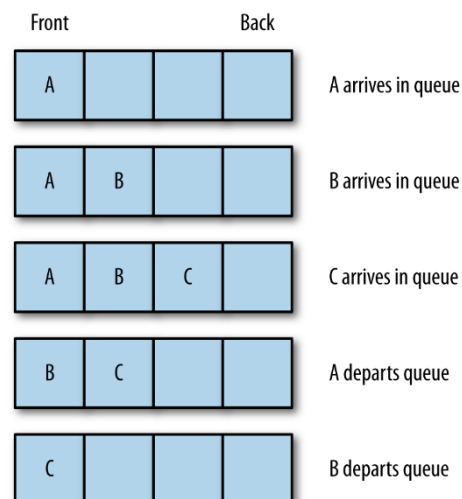 Front Back
A A arrives in queue
A B B arrives in queue
A B C C arrives in queue
B C A departs queue
C B departs queue